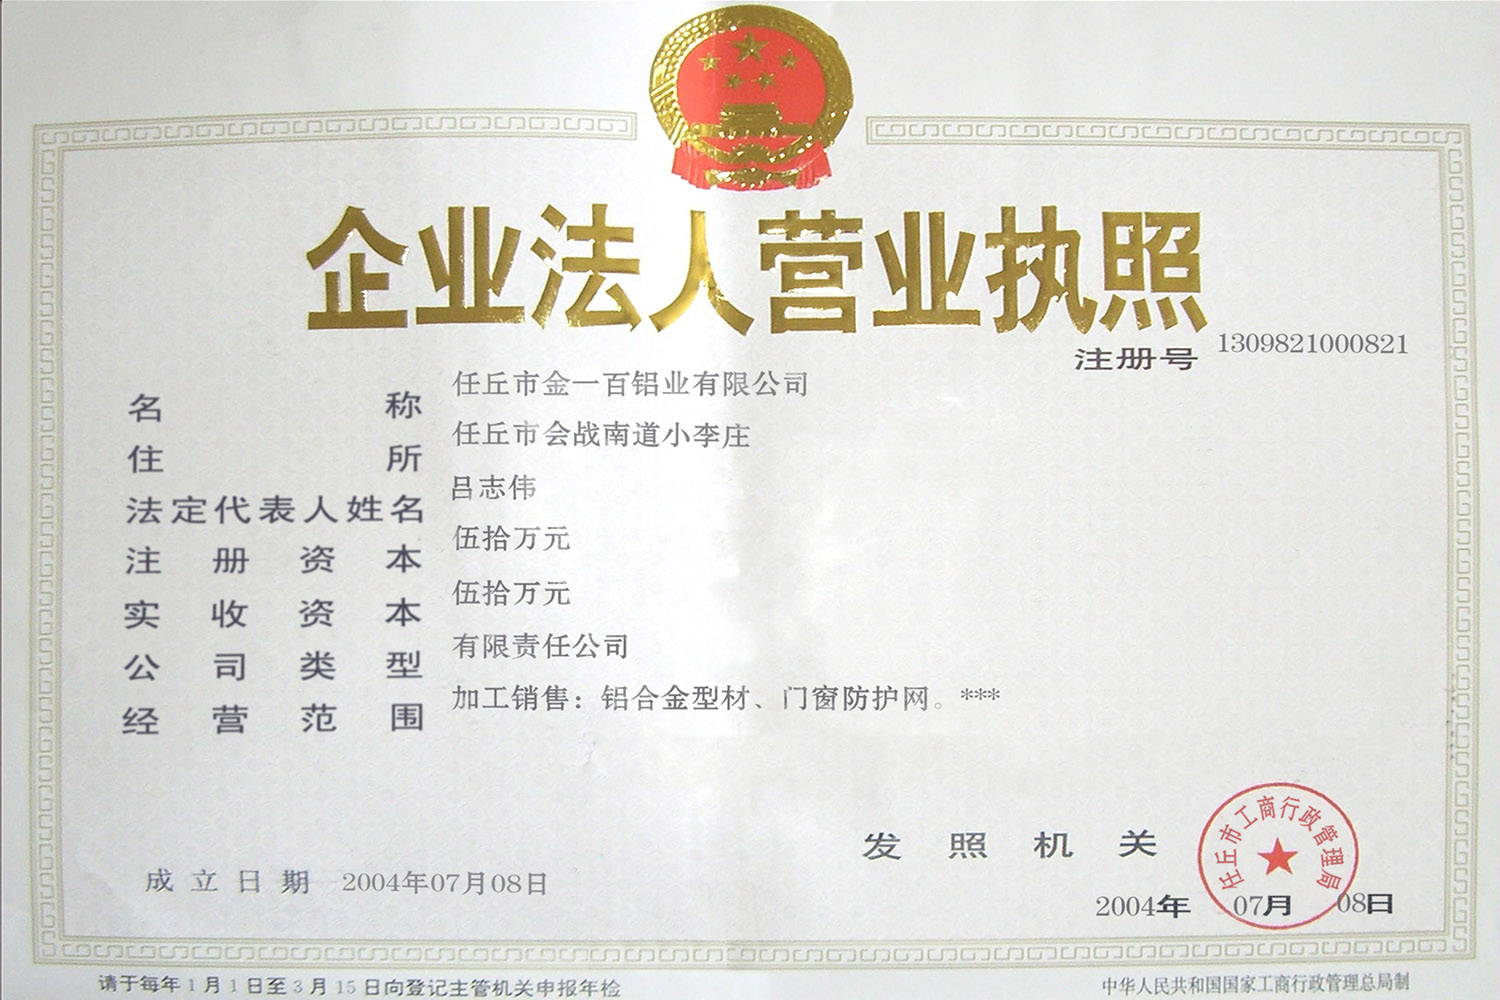 企业法人营业执照
注册号 1309821000821
名称 任丘市金一百铝业有限公司
住所 任丘市会战南道小李庄
法定代表人姓名 吕志伟
注册资本 伍拾万元
实收资本 伍拾万元
公司类型 有限责任公司
经营范围 加工销售：铝合金型材、门窗防护网。***
发照机关
任丘市工商行政管理局
成立日期 2004年07月08日
2004年 07月 08日
请于每年1月1日至3月15日向登记主管机关申报年检
中华人民共和国国家工商行政管理总局制